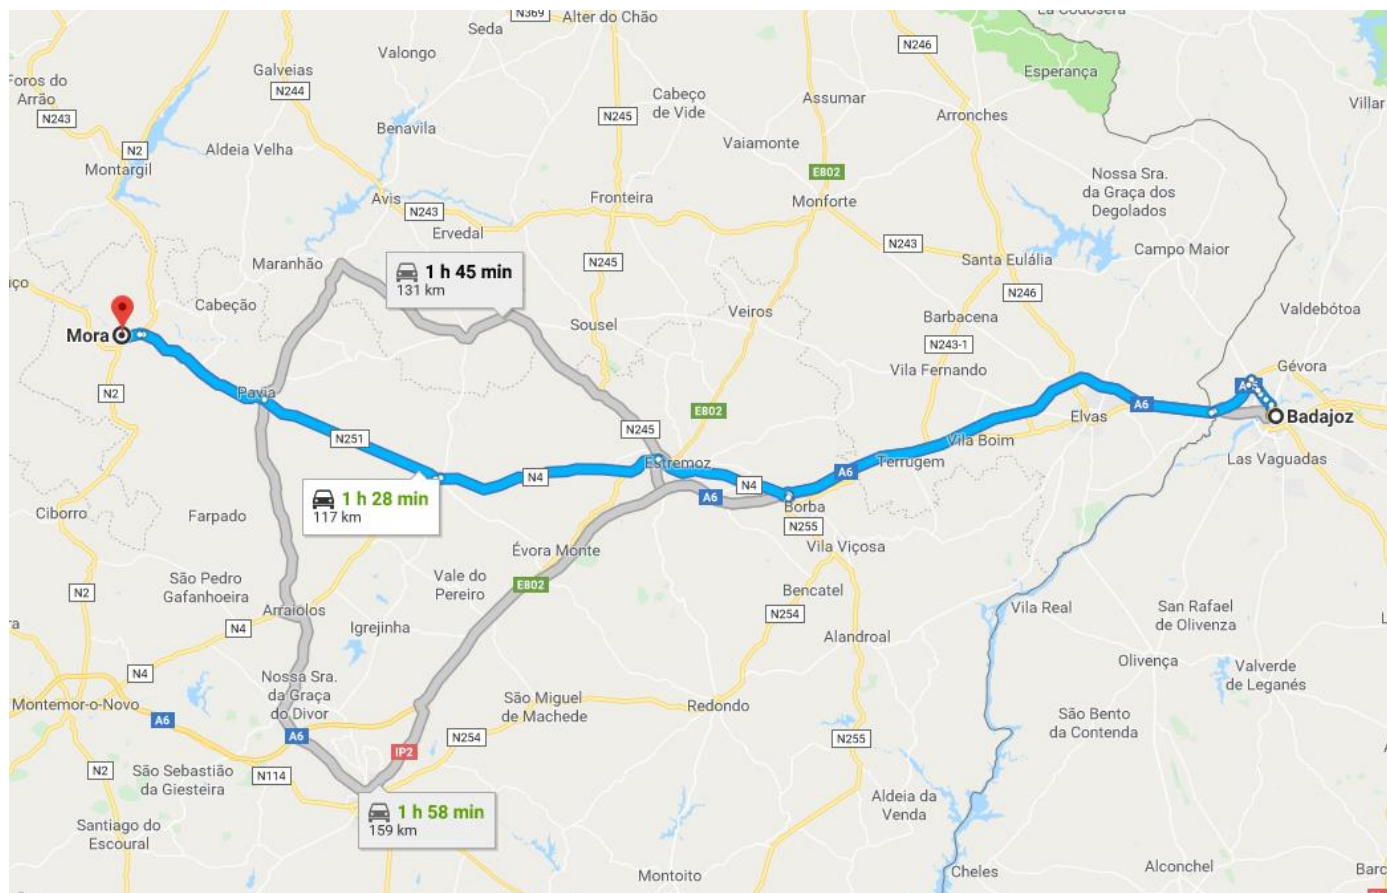 La Codosera
N369
Alter do Chão
Seda
N246
Valongo
Galveias
Esperança
Foros do
Arrão
N244
Cabeço
de Vide
Assumar
Villar
N243
N245
Arronches
Benavila
N2
Aldeia Velha
Vaiamonte
Montargil
E802
Nossa Sra.
da Graça dos
Degolados
Avis
Fronteira
Monforte
N243
Ervedal
N243
Campo Maior
Maranhão
N245
Santa Eulália
1 h 45 min
131 km
N246
Cabeção
Veiros
Valdebótoa
Sousel
Barbacena
Mora
N243-1
Gévora
Vila Fernando
N2
Pavia
A6
Elvas
Badajoz
E802
N251
N245
Vila Boim
Las Vaguadas
Estremoz
Terrugem
A6
N4
N4
A6
1 h 28 min
117 km
Borba
Ciborro
Farpado
N255
Évora Monte
Vila Viçosa
São Pedro
Gafanhoeira
Vale do
Pereiro
E802
N2
Bencatel
Arraiolos
Vila Real
San Rafael
de Olivenza
N254
N4
Igrejinha
Alandroal
Olivença
N4
Nossa Sra.
da Graça
do Divor
Valverde
de Leganés
Montemor-o-Novo
São Miguel
de Machede
Redondo
A6
São Bento
da Contenda
A6
N254
N255
IP2
N2
São Sebastião
da Giesteira
N114
1 h 58 min
159 km
Aldeia da
Venda
Santiago do
Escoural
Montoito
Cheles
Alconchel